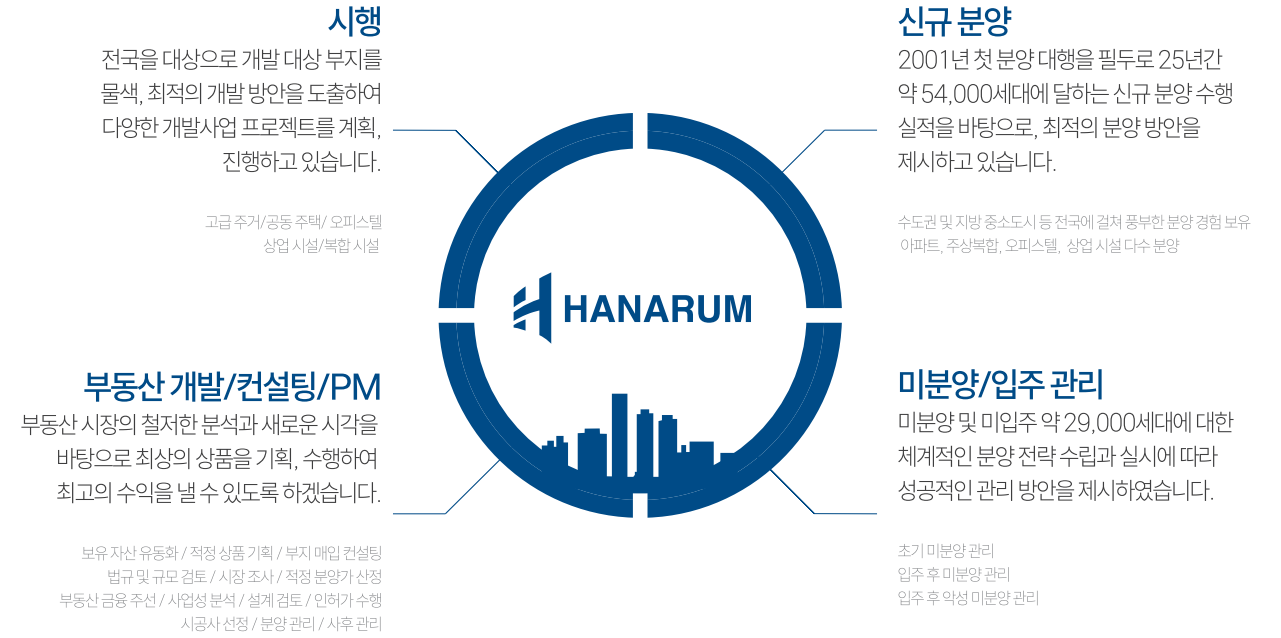 시행
전국을 대상으로 개발 대상 부지를
물색, 최적의 개발 방안을 도출하여
다양한 개발사업 프로젝트를 계획,
진행하고 있습니다.
고급 주거/공동 주택/ 오피스텔
상업 시설/복합 시설
신규 분양
2001년 첫 분양 대행을 필두로 25년간
약 54,000세대에 달하는 신규 분양 수행
실적을 바탕으로, 최적의 분양 방안을
제시하고 있습니다.
수도권 및 지방 중소도시 등 전국에 걸쳐 풍부한 분양 경험 보유
아파트, 주상복합, 오피스텔, 상업 시설 다수 분양
HANARUM
부동산 개발/컨설팅/PM
부동산 시장의 철저한 분석과 새로운 시각을
바탕으로 최상의 상품을 기획, 수행하여
최고의 수익을 낼 수 있도록 하겠습니다.
보유 자산 유동화 / 적정 상품 기획 / 부지 매입 컨설팅
법규 및 규모 검토 / 시장 조사 / 적정 분양가 산정
부동산 금융 주선 / 사업성 분석 / 설계 검토 / 인허가 수행
시공사 선정 / 분양 관리 / 사후 관리
미분양/입주 관리
미분양 및 미입주 약 29,000세대에 대한
체계적인 분양 전략 수립과 실시에 따라
성공적인 관리 방안을 제시하였습니다.
초기 미분양 관리
입주 후 미분양 관리
입주 후 악성 미분양 관리